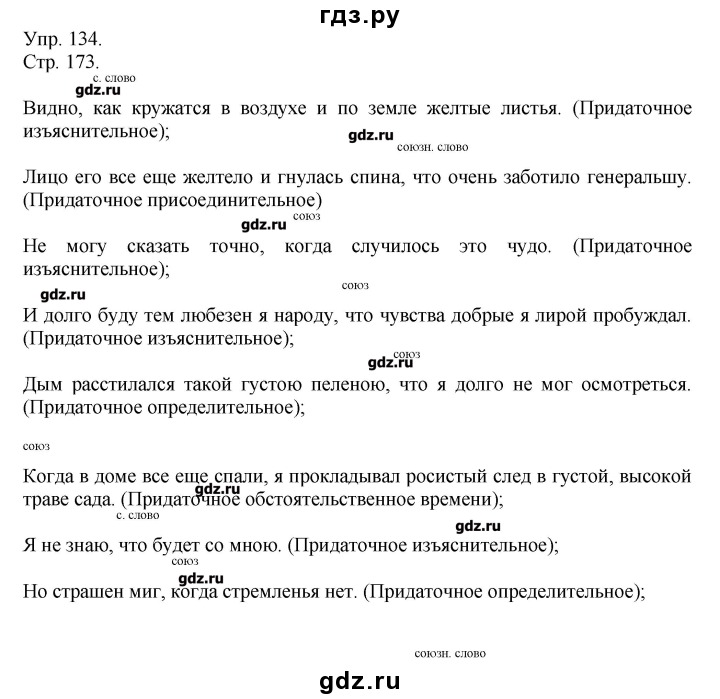 гдз.ру
Упр. 134.
Стр. 173.
с. слово
gdz.ru
Видно, как кружатся в воздухе и по земле желтые листья. (Придаточное
изъяснительное);
gdz.ru
союзн. слово
Лицо его все еще желтело и гнулась спина, что очень заботило генеральшу.
(Придаточное присоединительное)
союз
gdz.ru
Не могу сказать точно, когда случилось это чудо. (Придаточное
изъяснительное);
союз
gdz.ru
И долго буду тем любезен я народу, что чувства добрые я лирой пробуждал.
(Придаточное изъяснительное);
союз
gdz.ru
Дым расстилался такой густою пеленою, что я долго не мог осмотреться.
(Придаточное определительное);
союз
Когда в доме все еще спали, я прокладывал росистый след в густой, высокой
gdz.ru
траве сада. (Придаточное обстоятельственное времени);
с. слово
gdz.ru
Я не знаю, что будет со мною. (Придаточное изъяснительное);
союз
gdz.ru
Но страшен миг, когда стремленья нет. (Придаточное определительное);
союзн. слово
gdz.ru